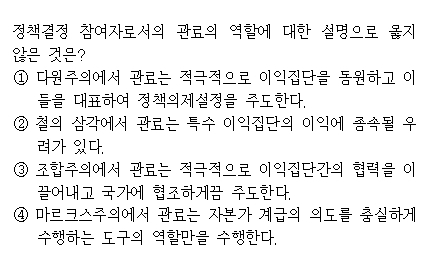 정책결정 참여자로서의 관료의 역할에 대한 설명으로 옳지
않은 것은?
① 다원주의에서 관료는 적극적으로 이익집단을 동원하고 이
들을 대표하여 정책의제설정을 주도한다.
② 철의 삼각에서 관료는 특수 이익집단의 이익에 종속될 우
려가 있다.
③ 조합주의에서 관료는 적극적으로 이익집단간의 협력을 이
끌어내고 국가에 협조하게끔 주도한다.
④ 마르크스주의에서 관료는 자본가 계급의 의도를 충실하게
수행하는 도구의 역할만을 수행한다.